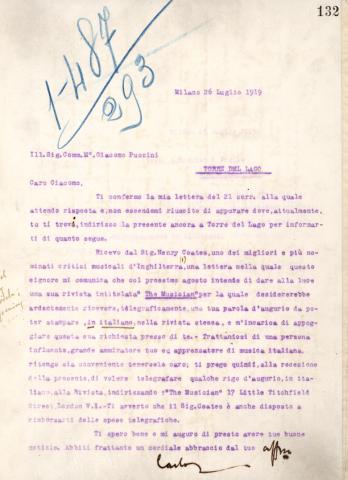 132
1-487
293
Milano 26 Luglio 1919
Ill.Sig.Comm.Mº.Giacomo Puccini
TORRE DEL LAGO
Caro Giacomo,
Ti confermo la mia lettera del 21 corr. alla quale
attendo risposta e,non essendomi riuscito di appurare dove,attualmente,
to ti trovi,indirizzo la presente ancora a Torre del Lago per informar-
ti di quanto segue.
Ricevo dal Sig.Henry Coates,uno dei migliori e più no-
minati critici musicali d'Inghilterra,una lettera nella quale questo
signore mi comunica che col prossimo agosto intende di dare alla luce
una sua rivista intitolata" The Musician"per la quale desidererebbe
ardentemente ricevere,telegraficamente,una tua parola d'augurio da po-
ter stampare ,in italiano,nella rivista stessa, e m'incarica di appog-
giare questa sua richiesta presso di te.- Trattandosi di una persona
influente,grande ammiratore tuo ed apprezzatore di musica italiana,
ritengo sia conveniente tenerselo caro; ti prego quindi,alla recezione
della presente,di volere telegrafare qualche rigo d'augurio,in ita-
liano,alla Rivista,indirizzando :"The Musician" 17 Little Titchfield
Street,London W.I.-Ti avverto che il Sig.Coates è anche disposto a
rimborsarti delle spese telegrafiche.
Ti spero bene e mi auguro di presto avere tue buone
notizie. Abbiti frattanto un cordiale abbraccio dal tuo affmo
Carlo